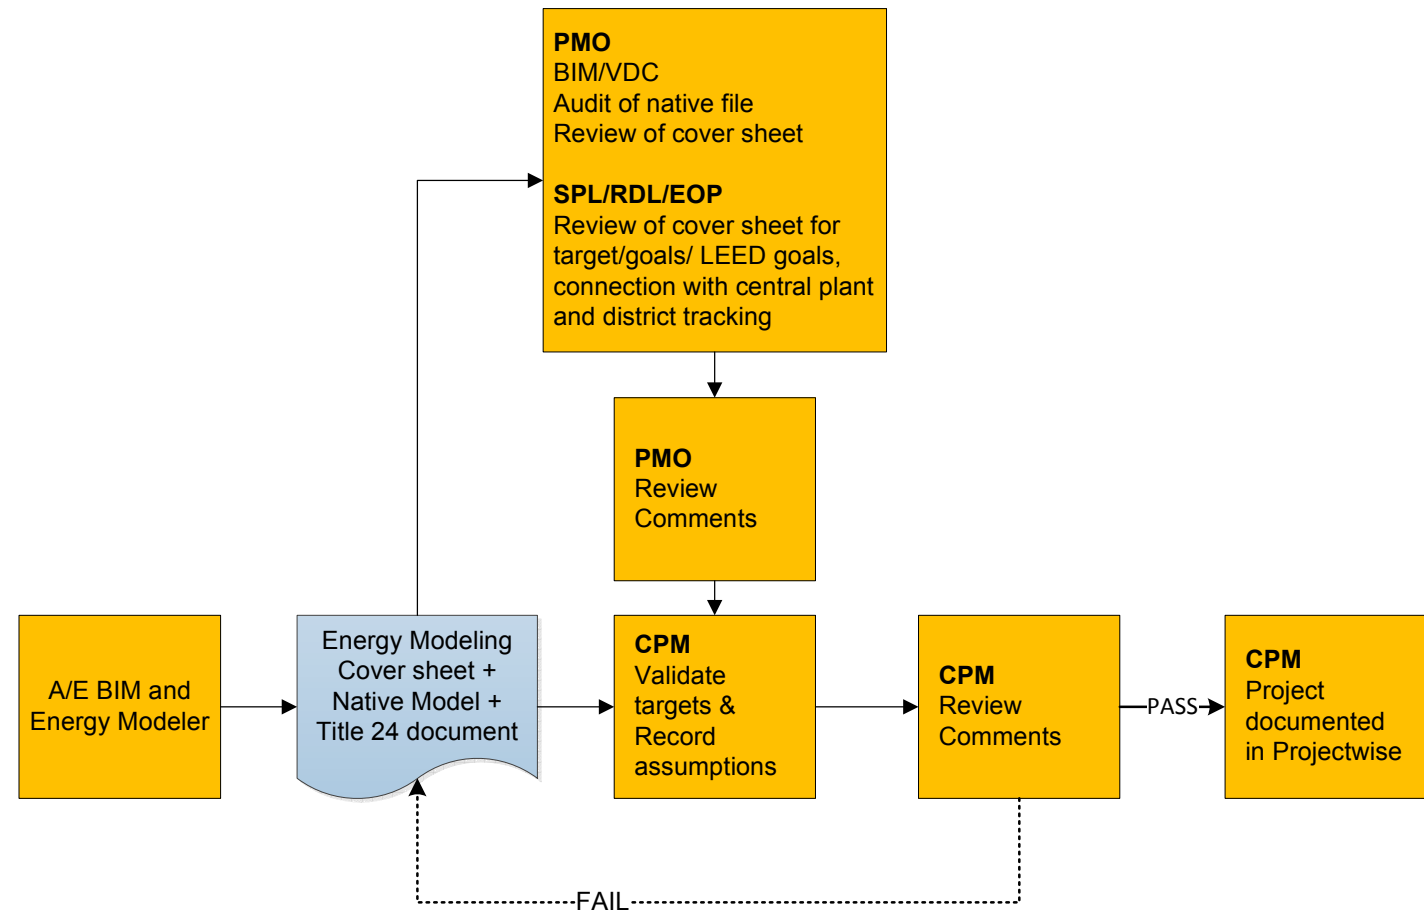 PMO
BIM/VDC
Audit of native file
Review of cover sheet
SPL/RDL/EOP
Review of cover sheet for
target/goals/ LEED goals,
connection with central plant
and district tracking
PMO
Review
Comments
A/E BIM and
Energy Modeler
Energy Modeling
Cover sheet +
Native Model +
Title 24 document
CPM
Validate
targets &
Record
assumptions
CPM
Review
Comments
PASS
CPM
Project
documented
in Projectwise
FAIL